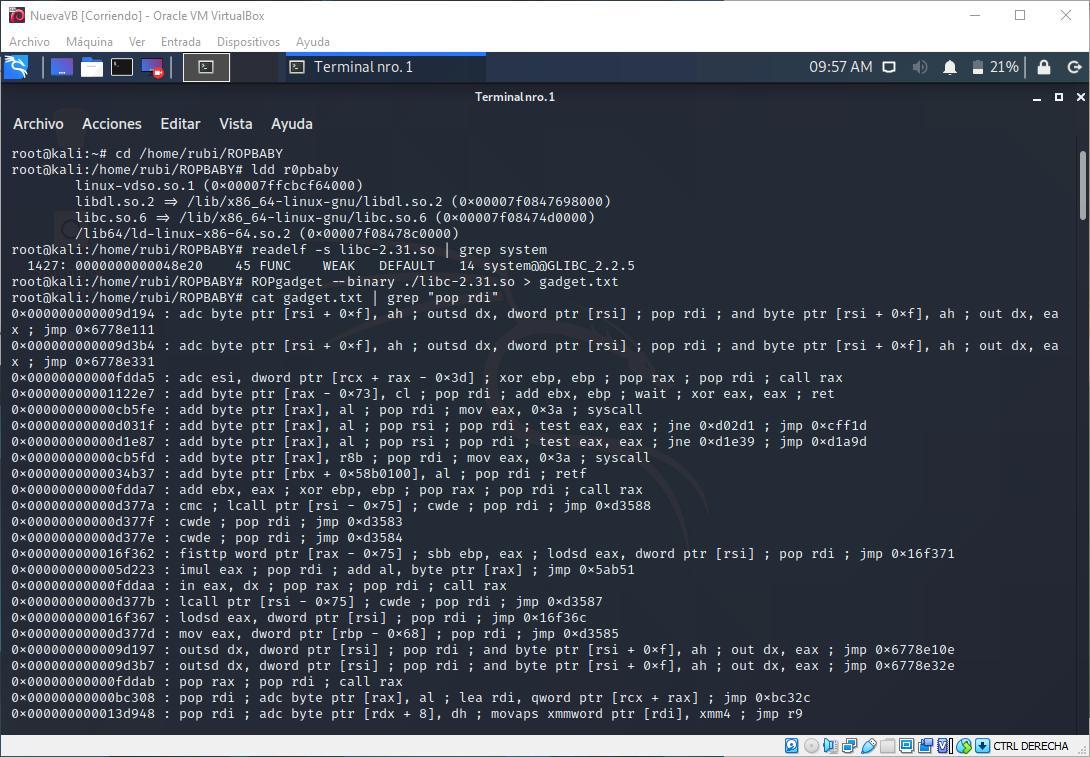 NuevaVB [Corriendo] - Oracle VM VirtualBox
Archivo Máquina Ver Entrada Dispositivos Ayuda
Terminal nro. 1 09:57 AM 21%
Terminal nro. 1
Archivo Acciones Editar Vista Ayuda
root@kali:~# cd /home/rubi/ROPBABY
root@kali:/home/rubi/ROPBABY# ldd r0pbaby
linux-vdso.so.1 (0×00007ffcbcf64000)
libdl.so.2 ⇒ /lib/x86_64-linux-gnu/libdl.so.2 (0×00007f0847698000)
libc.so.6 ⇒ /lib/x86_64-linux-gnu/libc.so.6 (0×00007f08474d0000)
/lib64/ld-linux-x86-64.so.2 (0×00007f08478c0000)
root@kali:/home/rubi/ROPBABY# readelf -s libc-2.31.so | grep system
1427: 0000000000048e20 45 FUNC WEAK DEFAULT 14 system@@GLIBC_2.2.5
root@kali:/home/rubi/ROPBABY# ROPgadget --binary ./libc-2.31.so > gadget.txt
root@kali:/home/rubi/ROPBABY# cat gadget.txt | grep "pop rdi"
0×000000000009d194 : adc byte ptr [rsi + 0×f], ah ; outsd dx, dword ptr [rsi] ; pop rdi ; and byte ptr [rsi + 0×f], ah ; out dx, ea
x ; jmp 0×6778e111
0×000000000009d3b4 : adc byte ptr [rsi + 0×f], ah ; outsd dx, dword ptr [rsi] ; pop rdi ; and byte ptr [rsi + 0×f], ah ; out dx, ea
x ; jmp 0×6778e331
0×00000000000fdda5 : adc esi, dword ptr [rcx + rax - 0×3d] ; xor ebp, ebp ; pop rax ; pop rdi ; call rax
0×00000000001122e7 : add byte ptr [rax - 0×73], cl ; pop rdi ; add ebx, ebp ; wait ; xor eax, eax ; ret
0×00000000000cb5fe : add byte ptr [rax], al ; pop rdi ; mov eax, 0×3a ; syscall
0×00000000000d031f : add byte ptr [rax], al ; pop rsi ; pop rdi ; test eax, eax ; jne 0×d02d1 ; jmp 0×cff1d
0×00000000000d1e87 : add byte ptr [rax], al ; pop rsi ; pop rdi ; test eax, eax ; jne 0×d1e39 ; jmp 0×d1a9d
0×00000000000cb5fd : add byte ptr [rax], r8b ; pop rdi ; mov eax, 0×3a ; syscall
0×0000000000034b37 : add byte ptr [rbx + 0×58b0100], al ; pop rdi ; retf
0×00000000000fdda7 : add ebx, eax ; xor ebp, ebp ; pop rax ; pop rdi ; call rax
0×00000000000d377a : cmc ; lcall ptr [rsi - 0×75] ; cwde ; pop rdi ; jmp 0×d3588
0×00000000000d377f : cwde ; pop rdi ; jmp 0×d3583
0×00000000000d377e : cwde ; pop rdi ; jmp 0×d3584
0×000000000016f362 : fisttp word ptr [rax - 0×75] ; sbb ebp, eax ; lodsd eax, dword ptr [rsi] ; pop rdi ; jmp 0×16f371
0×000000000005d223 : imul eax ; pop rdi ; add al, byte ptr [rax] ; jmp 0×5ab51
0×00000000000fddaa : in eax, dx ; pop rax ; pop rdi ; call rax
0×00000000000d377b : lcall ptr [rsi - 0×75] ; cwde ; pop rdi ; jmp 0×d3587
0×000000000016f367 : lodsd eax, dword ptr [rsi] ; pop rdi ; jmp 0×16f36c
0×00000000000d377d : mov eax, dword ptr [rbp - 0×68] ; pop rdi ; jmp 0×d3585
0×000000000009d197 : outsd dx, dword ptr [rsi] ; pop rdi ; and byte ptr [rsi + 0×f], ah ; out dx, eax ; jmp 0×6778e10e
0×000000000009d3b7 : outsd dx, dword ptr [rsi] ; pop rdi ; and byte ptr [rsi + 0×f], ah ; out dx, eax ; jmp 0×6778e32e
0×00000000000fddab : pop rax ; pop rdi ; call rax
0×00000000000bc308 : pop rdi ; adc byte ptr [rax], al ; lea rdi, qword ptr [rcx + rax] ; jmp 0×bc32c
0×000000000013d948 : pop rdi ; adc byte ptr [rdx + 8], dh ; movaps xmmword ptr [rdi], xmm4 ; jmp r9
CTRL DERECHA